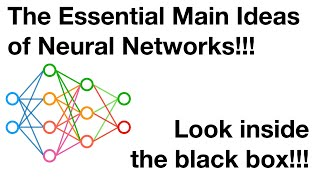 The Essential Main Ideas
of Neural Networks!!!
Look inside
the black box!!!